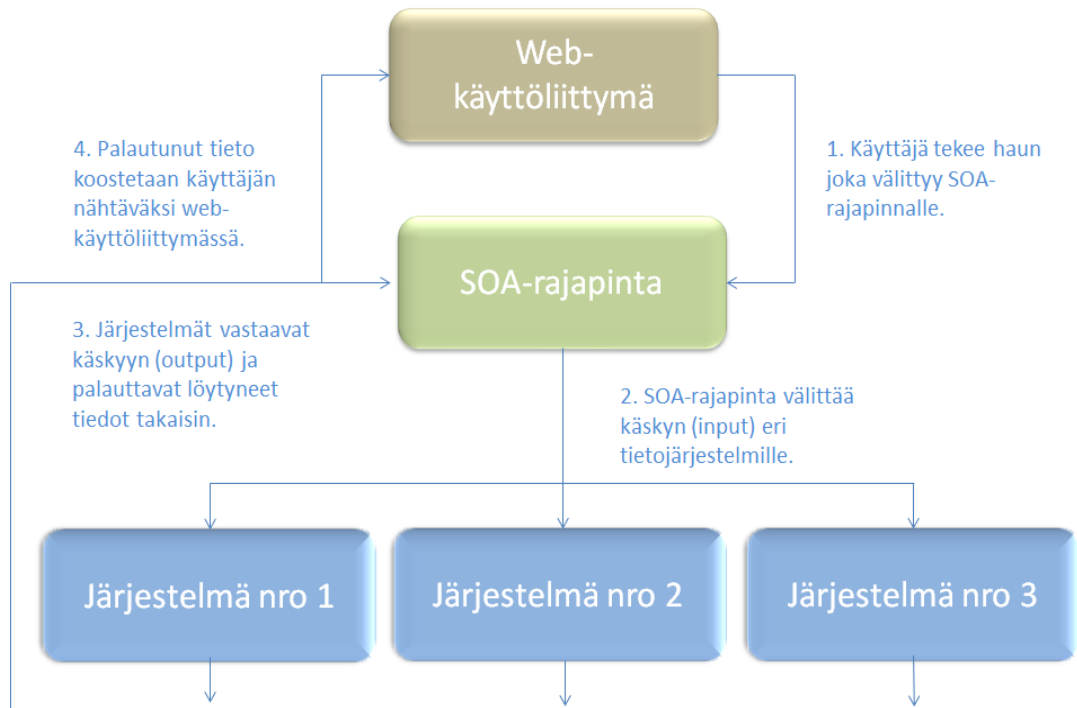 Web-
käyttöliittymä
4. Palautunut tieto
koostetaan käyttäjän
nähtäväksi web-
käyttöliittymässä.
1. Käyttäjä tekee haun
joka välittyy SOA-
rajapinnalle.
SOA-rajapinta
3. Järjestelmät vastaavat
käskyyn (output) ja
palauttavat löytyneet
tiedot takaisin.
2. SOA-rajapinta välittää
käskyn (input) eri
tietojärjestelmille.
Järjestelmä nro 1
Järjestelmä nro 2
Järjestelmä nro 3